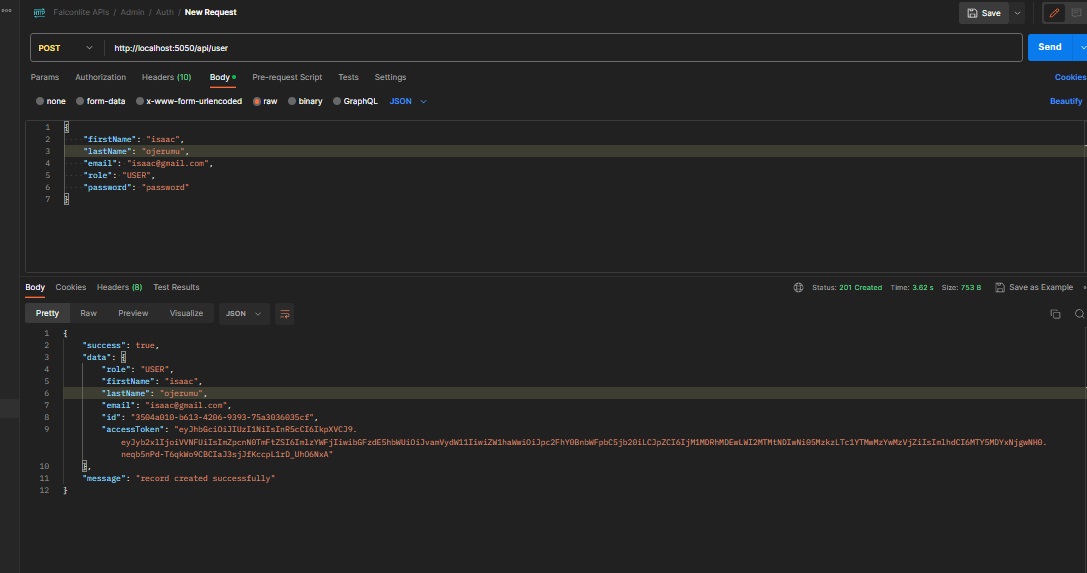 Falconlite APIs / Admin / Auth / New Request
Save
POST http://localhost:5050/api/user Send
Params Authorization Headers (10) Body Pre-request Script Tests Settings Cookies
none form-data x-www-form-urlencoded raw binary GraphQL JSON Beautify
1 {
2 "firstName": "isaac",
3 "lastName": "ojerumu",
4 "email": "isaac@gmail.com",
5 "role": "USER",
6 "password": "password"
7 }
Body Cookies Headers (8) Test Results Status: 201 Created Time: 3.62 s Size: 753 B Save as Example
Pretty Raw Preview Visualize JSON
1 {
2 "success": true,
3 "data": {
4 "role": "USER",
5 "firstName": "isaac",
6 "lastName": "ojerumu",
7 "email": "isaac@gmail.com",
8 "id": "3504a010-b613-4206-9393-75a3036035cf",
9 "accessToken": "eyJhbGciOiJIUzI1NiIsInR5cCI6IkpXVCJ9.
10 },
11 "message": "record created successfully"
12 }